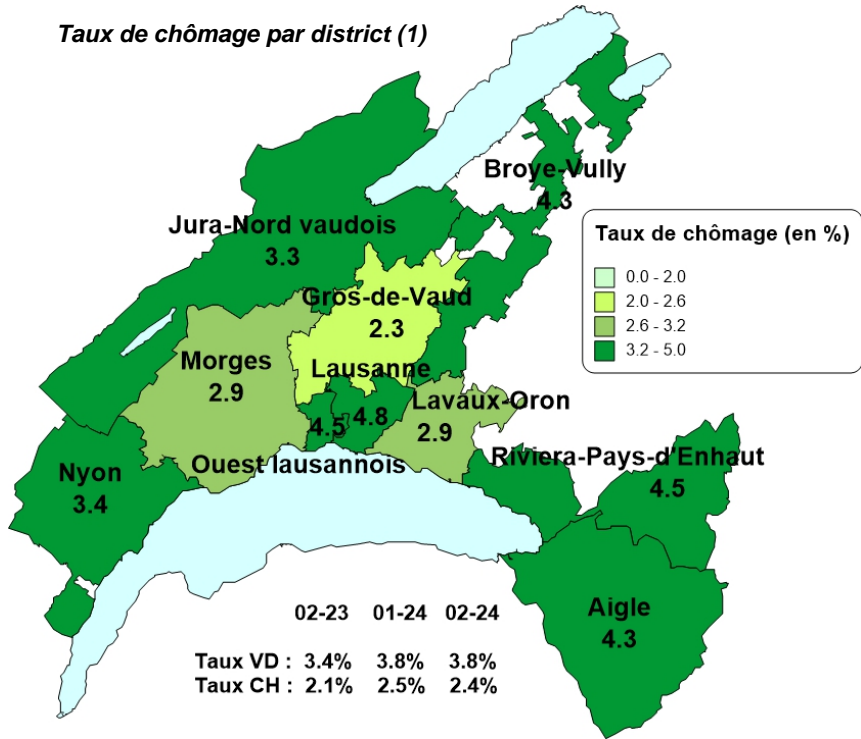 Taux de chômage par district (1)
Broye-Vully
4.3
Jura-Nord vaudois
3.3
Taux de chômage (en %)
0.0 - 2.0
2.0 - 2.6
2.6 - 3.2
3.2 - 5.0
Gros-de-Vaud
2.3
Morges
2.9
Lausanne
4.8
Lavaux-Oron
2.9
4.5
Ouest lausannois
Riviera-Pays-d'Enhaut
4.5
Nyon
3.4
Aigle
4.3
02-23 01-24 02-24
Taux VD : 3.4% 3.8% 3.8%
Taux CH : 2.1% 2.5% 2.4%